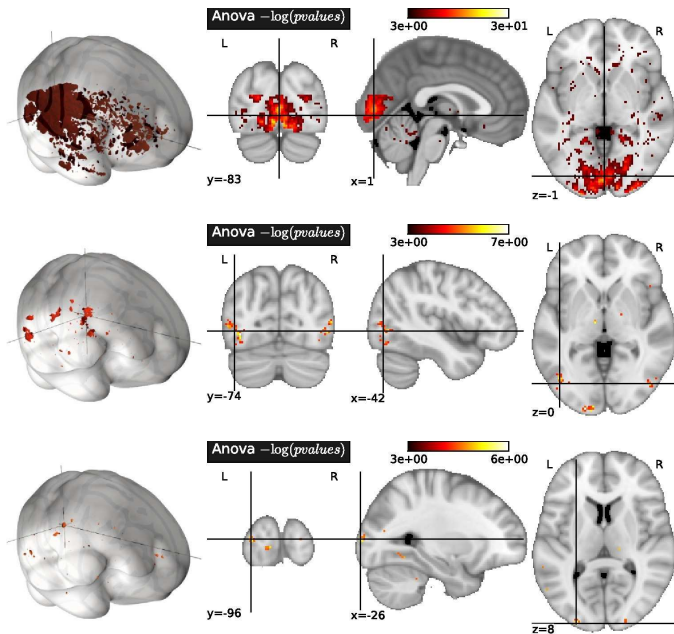 Anova −log(pvalues)
3e+00 3e+01
L R
L R
y=-83
x=1
z=-1
Anova −log(pvalues)
3e+00 7e+00
L R
L R
y=-74
x=-42
z=0
Anova −log(pvalues)
3e+00 6e+00
L R
L R
y=-96
x=-26
z=8